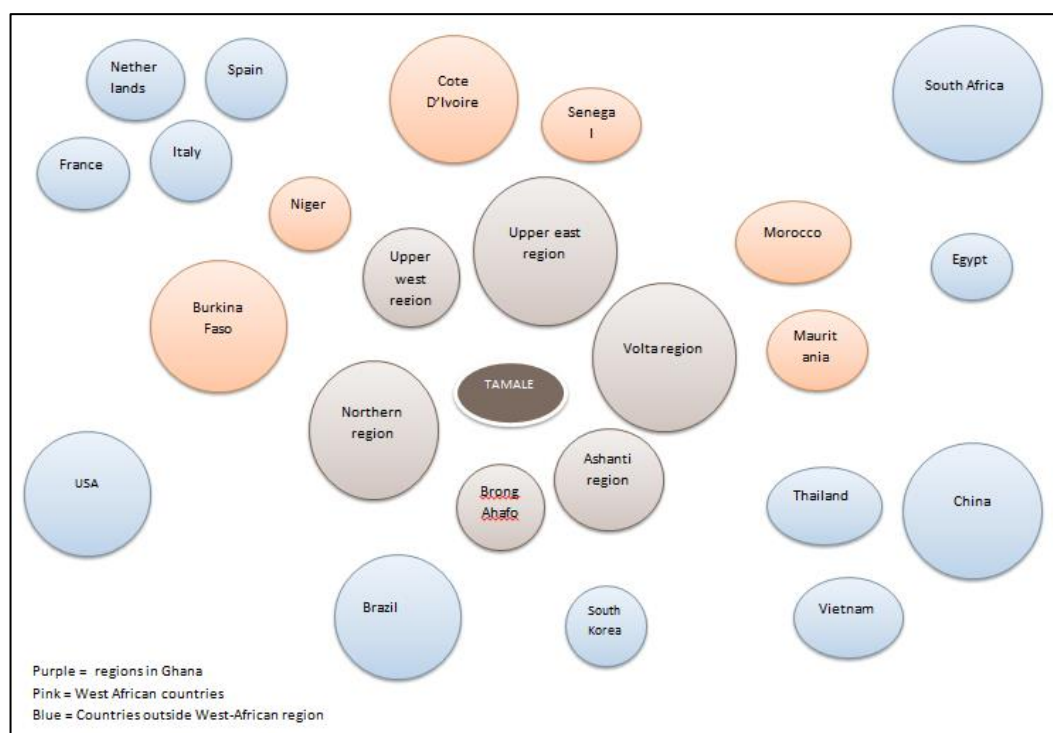 Nether
lands
Spain
Cote
D'Ivoire
Senega
l
South Africa
France
Italy
Niger
Upper
west
region
Upper east
region
Morocco
Egypt
Burkina
Faso
Volta region
Maurit
ania
TAMALE
Northern
region
USA
Brong
Ahafo
Ashanti
region
Thailand
China
Brazil
South
Korea
Vietnam
Purple = regions in Ghana
Pink = West African countries
Blue = Countries outside West-African region